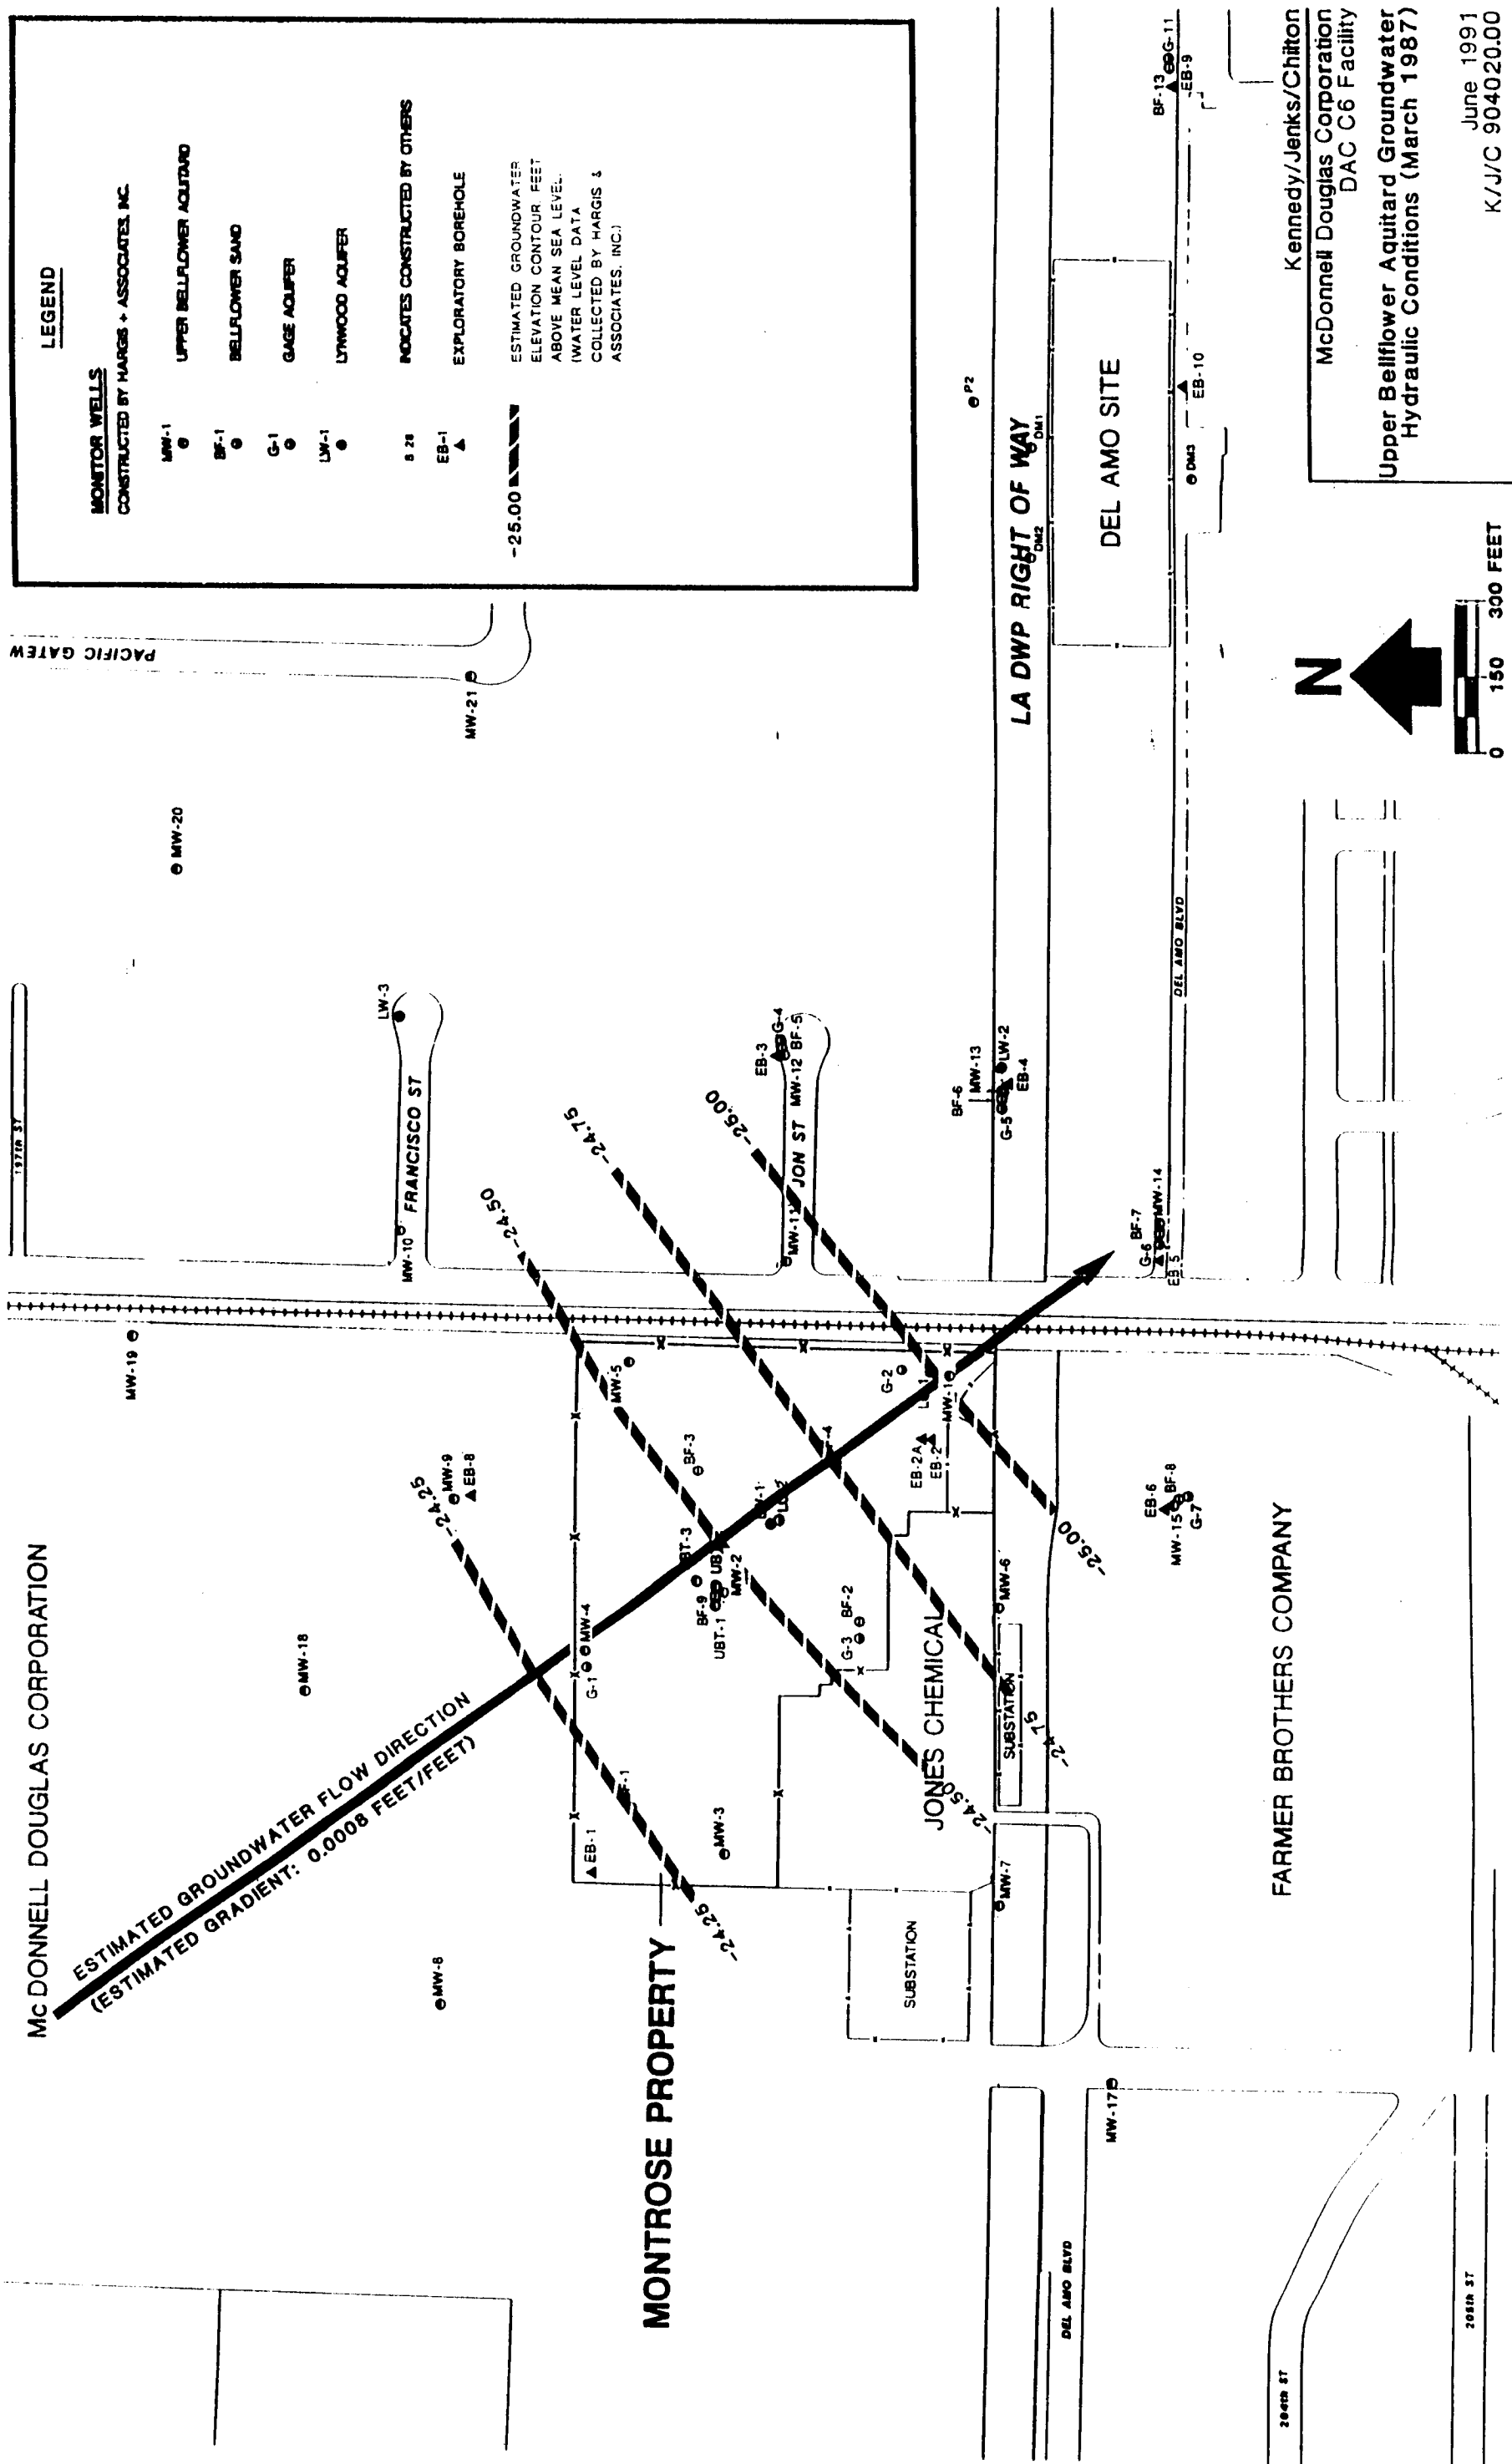 LEGEND
MONITOR WELLS
CONSTRUCTED BY HARGIS + ASSOCIATES, INC.
MW-1 UPPER BELLFLOWER AQUITARD
BF-1 BELLFLOWER SAND
G-1 GAGE AQUIFER
LW-1 LYNWOOD AQUIFER
INDICATES CONSTRUCTED BY OTHERS
EB-1 EXPLORATORY BOREHOLE
-25.00 ESTIMATED GROUNDWATER
ELEVATION CONTOUR, FEET
ABOVE MEAN SEA LEVEL.
(WATER LEVEL DATA
COLLECTED BY HARGIS &
ASSOCIATES, INC.)
McDONNELL DOUGLAS CORPORATION
ESTIMATED GROUNDWATER FLOW DIRECTION
(ESTIMATED GRADIENT: 0.0008 FEET/FEET)
197TH ST
PACIFIC GATEW
MW-19
MW-20
MW-18
MW-8
MW-9
EB-8
MW-10
FRANCISCO ST
LW-3
MW-21
-24.25
-24.50
-24.75
-25.00
EB-1
G-1
MW-4
MW-5
MONTROSE PROPERTY
-24.25
MW-3
BF-9
UBT-1
MW-2
BF-3
MW-11
JON ST
MW-12
BF-5
EB-3
G-4
G-3
BF-2
G-2
EB-2A
EB-2
MW-1
SUBSTATION
JONES CHEMICAL
-24.50
MW-7
SUBSTATION
MW-6
-24.75
-25.00
BF-6
MW-13
G-5
LW-2
EB-4
LA DWP RIGHT OF WAY
P2
DM2
DM1
DEL AMO SITE
DEL AMO BLVD
MW-17
EB-6
MW-15
BF-8
G-7
G-6
BF-7
MW-14
EB-5
DEL AMO BLVD
DM3
EB-10
BF-13
G-11
EB-9
FARMER BROTHERS COMPANY
204th ST
205th ST
N
0 150 300 FEET
Kennedy/Jenks/Chilton
McDonnell Douglas Corporation
DAC C6 Facility
Upper Bellflower Aquitard Groundwater
Hydraulic Conditions (March 1987)
June 1991
K/J/C 904020.00